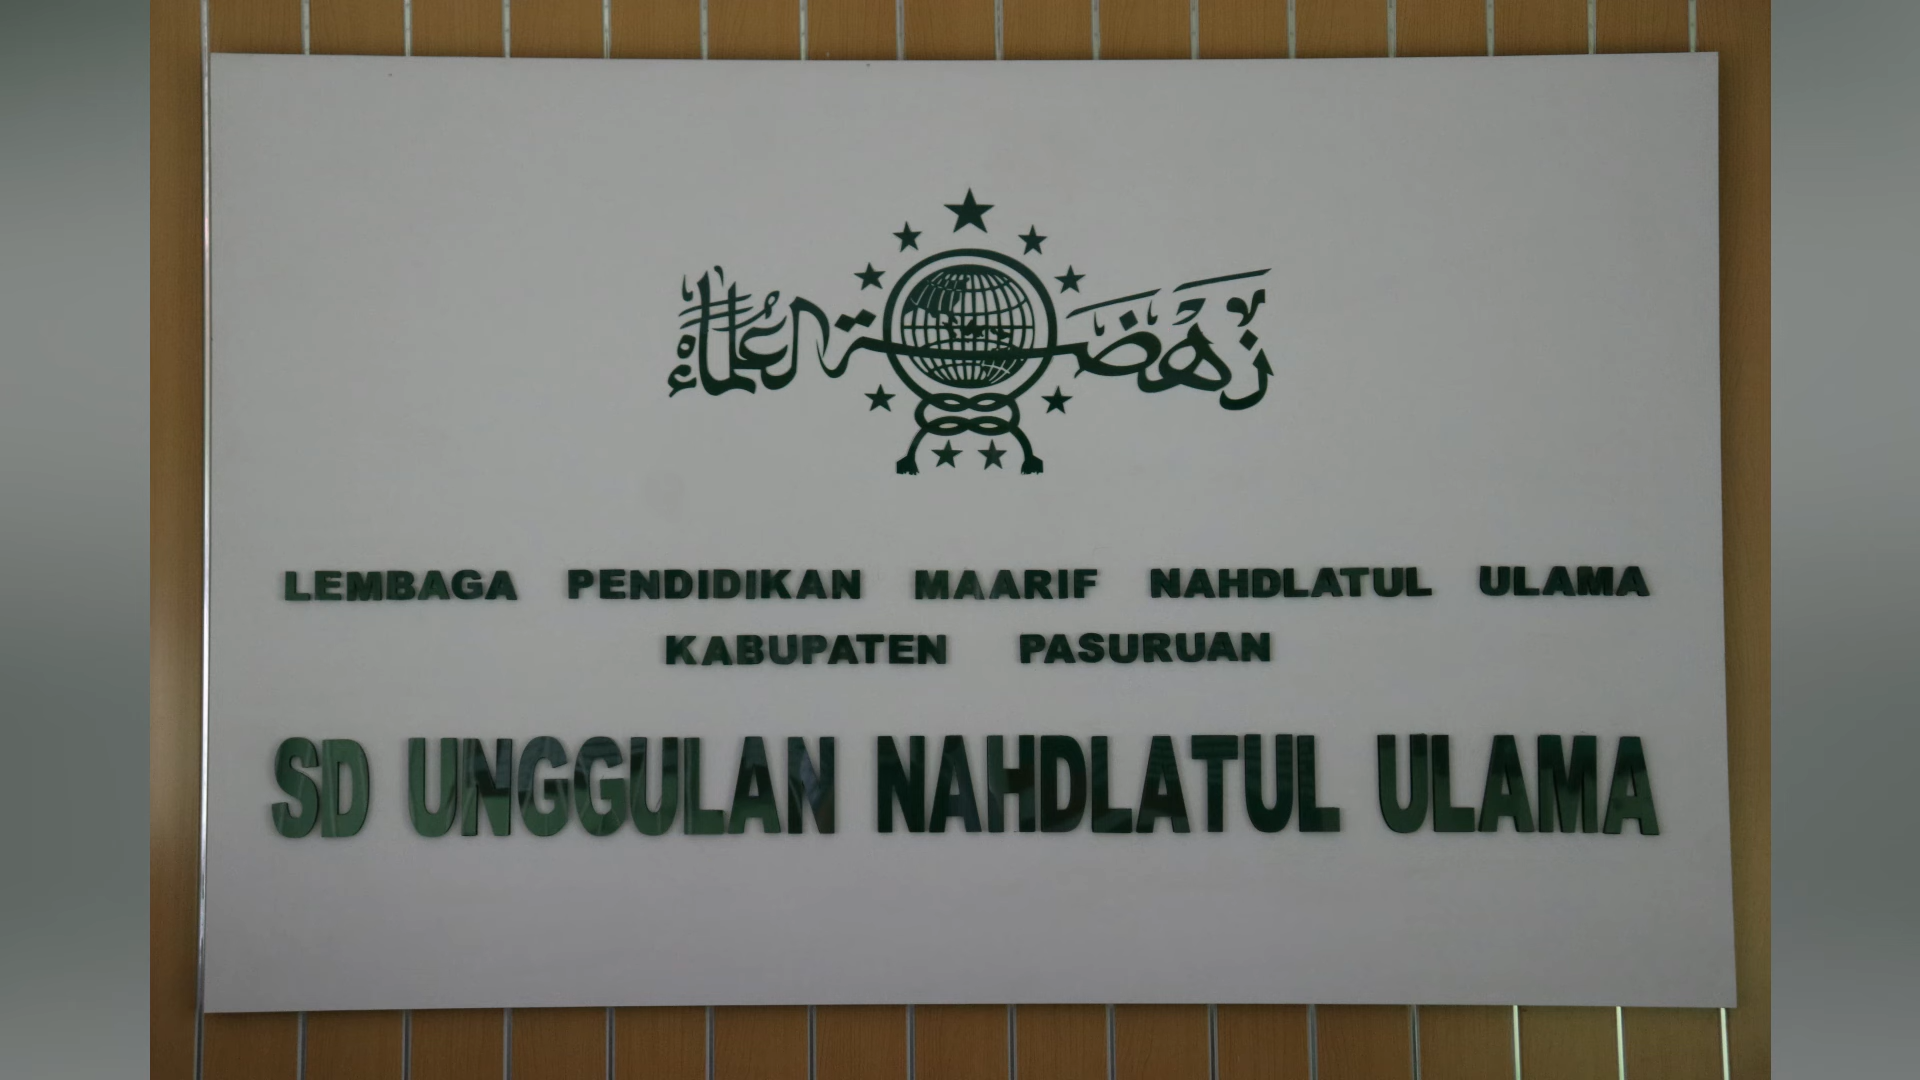 نهضة العلماء
LEMBAGA PENDIDIKAN MAARIF NAHDLATUL ULAMA
KABUPATEN PASURUAN
SD UNGGULAN NAHDLATUL ULAMA